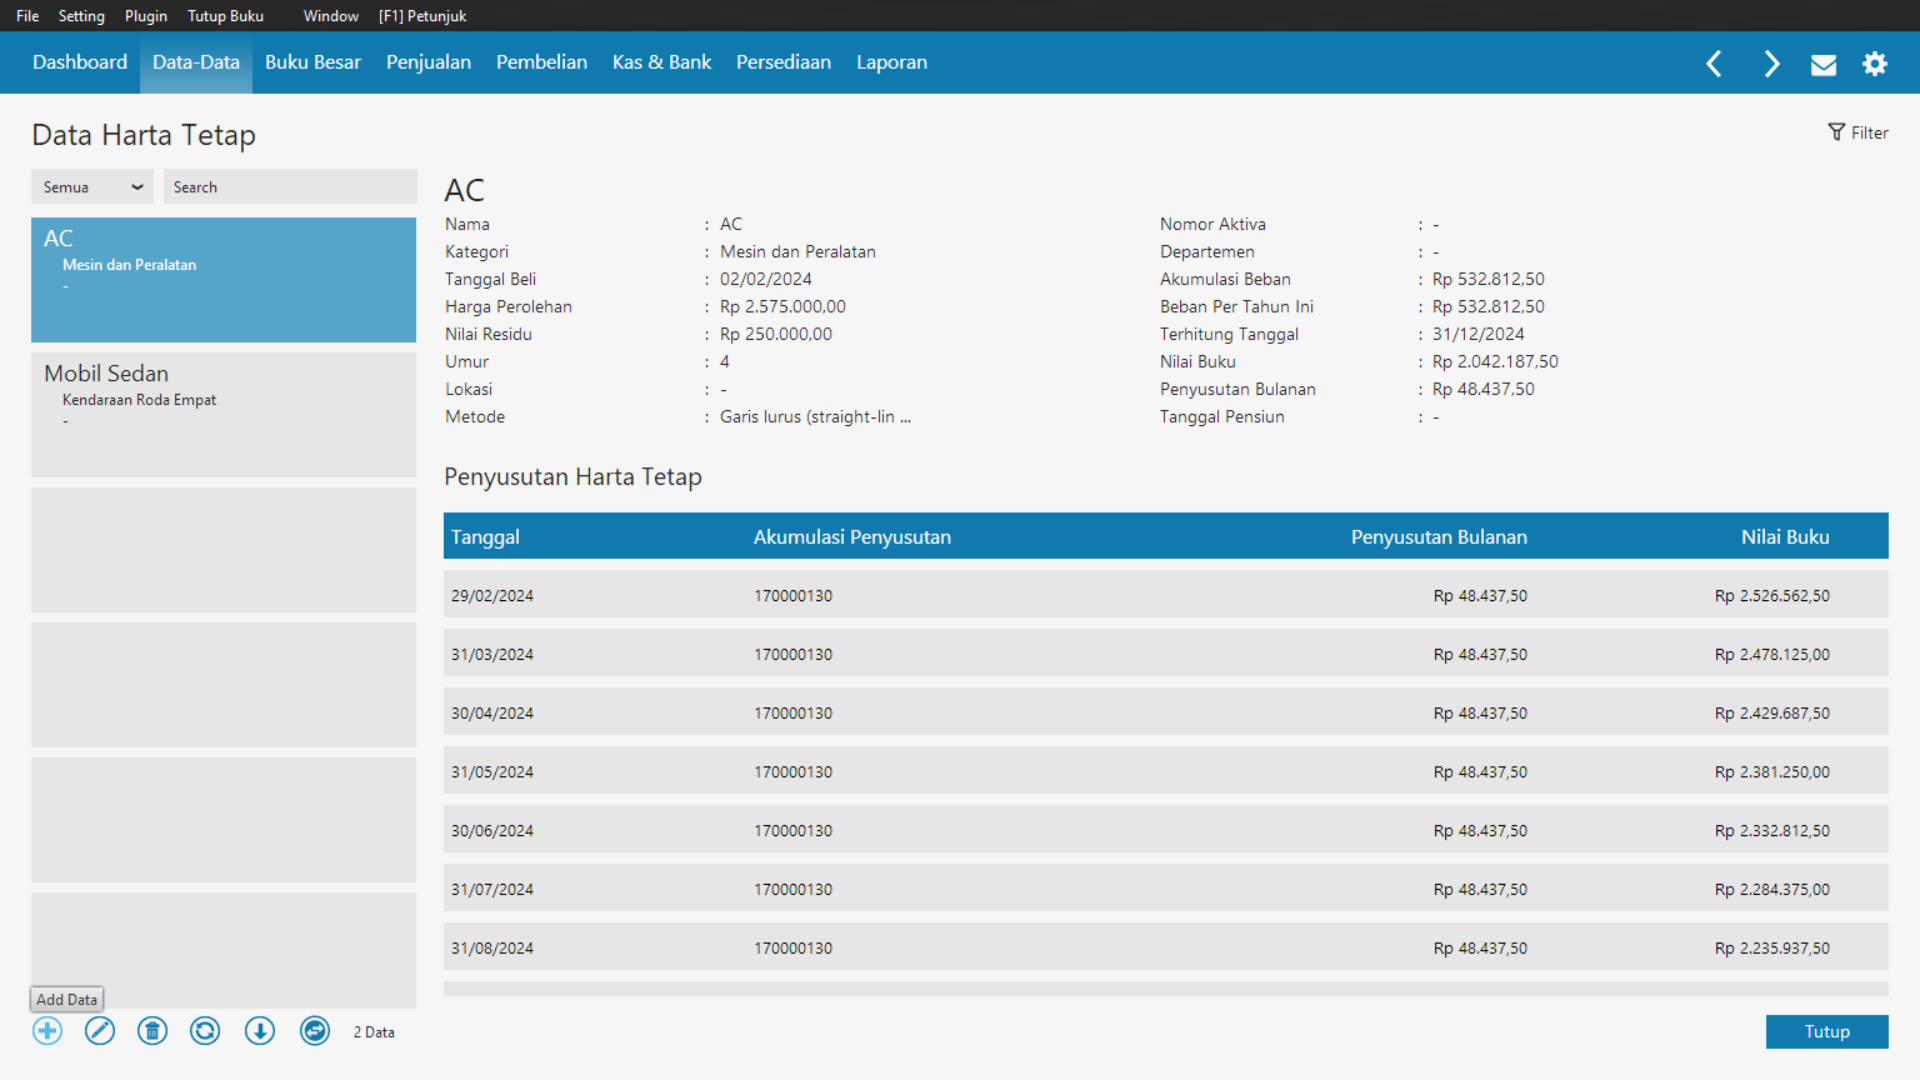 File Setting Plugin Tutup Buku Window [F1] Petunjuk
Dashboard Data-Data Buku Besar Penjualan Pembelian Kas & Bank Persediaan Laporan
Data Harta Tetap
Filter
Semua Search
AC
Mesin dan Peralatan
-
Mobil Sedan
Kendaraan Roda Empat
-
AC
Nama : AC
Kategori : Mesin dan Peralatan
Tanggal Beli : 02/02/2024
Harga Perolehan : Rp 2.575.000,00
Nilai Residu : Rp 250.000,00
Umur : 4
Lokasi : -
Metode : Garis lurus (straight-lin ...
Nomor Aktiva : -
Departemen : -
Akumulasi Beban : Rp 532.812,50
Beban Per Tahun Ini : Rp 532.812,50
Terhitung Tanggal : 31/12/2024
Nilai Buku : Rp 2.042.187,50
Penyusutan Bulanan : Rp 48.437,50
Tanggal Pensiun : -
Penyusutan Harta Tetap
Tanggal Akumulasi Penyusutan Penyusutan Bulanan Nilai Buku
29/02/2024 170000130 Rp 48.437,50 Rp 2.526.562,50
31/03/2024 170000130 Rp 48.437,50 Rp 2.478.125,00
30/04/2024 170000130 Rp 48.437,50 Rp 2.429.687,50
31/05/2024 170000130 Rp 48.437,50 Rp 2.381.250,00
30/06/2024 170000130 Rp 48.437,50 Rp 2.332.812,50
31/07/2024 170000130 Rp 48.437,50 Rp 2.284.375,00
31/08/2024 170000130 Rp 48.437,50 Rp 2.235.937,50
Add Data
2 Data
Tutup